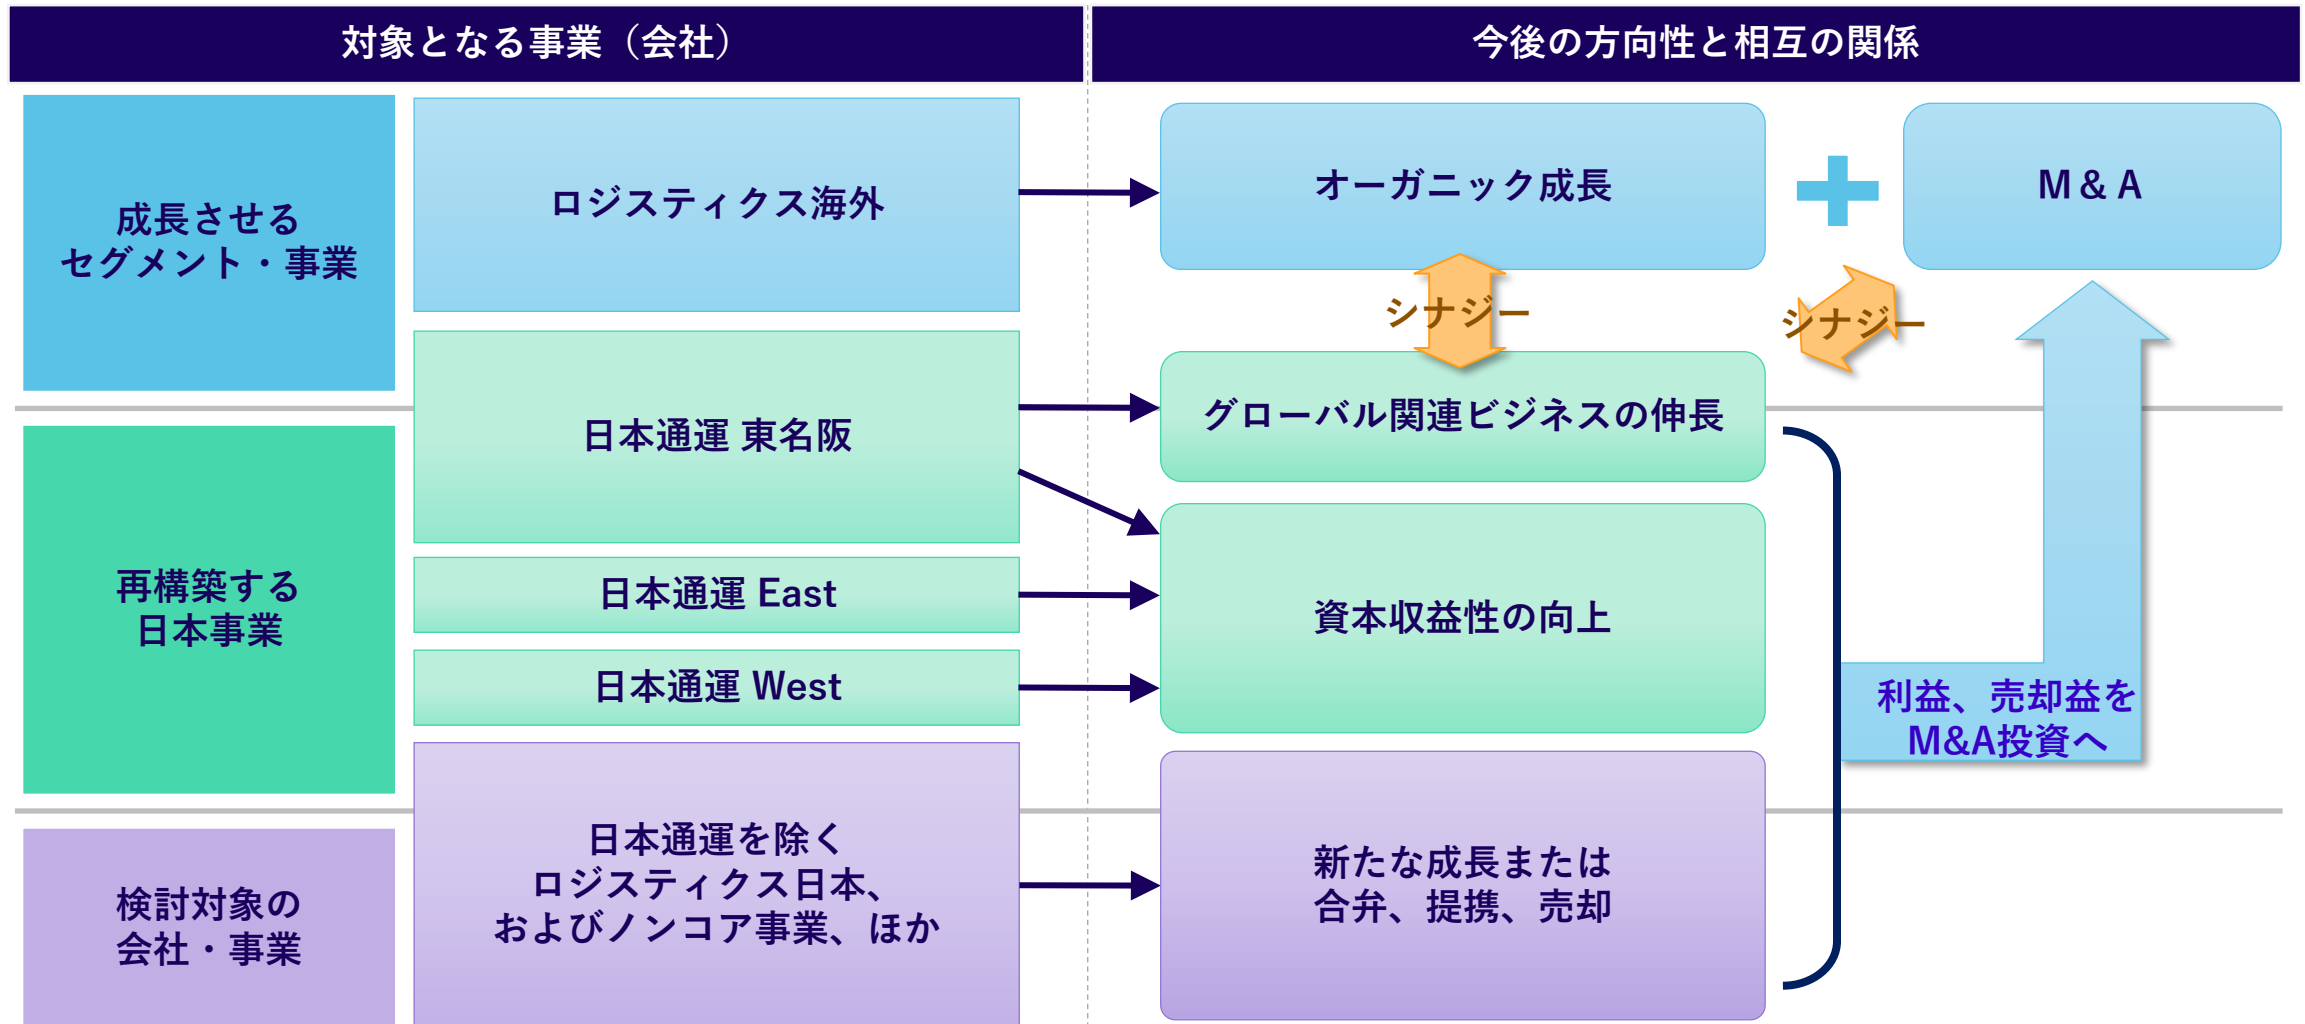 対象となる事業（会社）
今後の方向性と相互の関係
成長させる
セグメント・事業
ロジスティクス海外
オーガニック成長
M & A
シナジー
シナジー
日本通運 東名阪
グローバル関連ビジネスの伸長
再構築する
日本事業
日本通運 East
日本通運 West
資本収益性の向上
利益、売却益を
M&A投資へ
検討対象の
会社・事業
日本通運を除く
ロジスティクス日本、
およびノンコア事業、ほか
新たな成長または
合弁、提携、売却